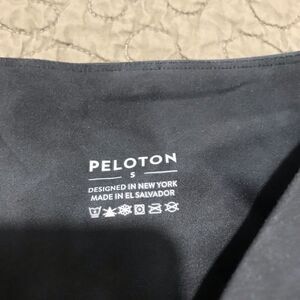 PELOTON
S
DESIGNED IN NEW YORK
MADE IN EL SALVADOR